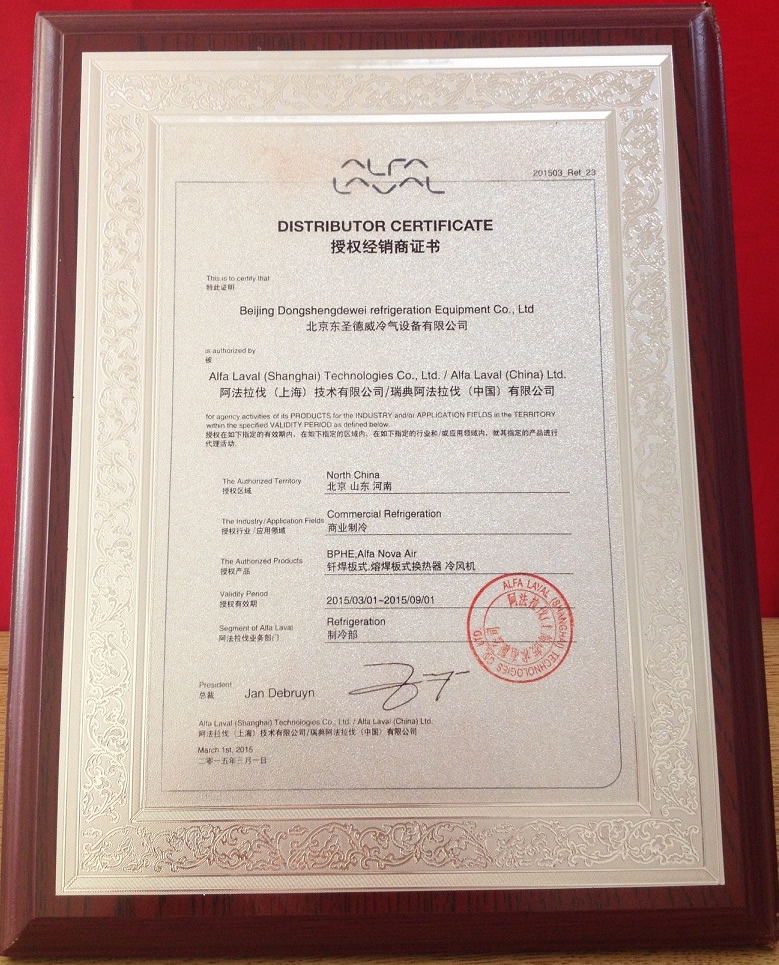 ALFA
LAVAL
201503_Ref_23
DISTRIBUTOR CERTIFICATE
授权经销商证书
This is to certify that
特此证明
Beijing Dongshengdewei refrigeration Equipment Co., Ltd
北京东圣德威冷气设备有限公司
is authorized by
被
Alfa Laval (Shanghai) Technologies Co., Ltd. / Alfa Laval (China) Ltd.
阿法拉伐（上海）技术有限公司/瑞典阿法拉伐（中国）有限公司
for agency activities of its PRODUCTS for the INDUSTRY and/or APPLICATION FIELDS in the TERRITORY
within the specified VALIDITY PERIOD as defined below.
授权在如下指定的有效期内、在如下指定的区域内、在如下指定的行业和/或应用领域内、就其指定的产品进行
代理活动.
The Authorized Territory North China
授权区域 北京 山东 河南
The Industry/Application Fields Commercial Refrigeration
授权行业/应用领域 商业制冷
The Authorized Products BPHE,Alfa Nova Air
授权产品 钎焊板式.熔焊板式换热器 冷风机
Validity Period
授权有效期 2015/03/01~2015/09/01
Segment of Alfa Laval Refrigeration
阿法拉伐业务部门 制冷部
ALFA LAVAL (SHANGHAI) TECHNOLOGIES CO. LTD
President
总裁 Jan Debruyn
Alfa Laval (Shanghai) Technologies Co., Ltd. / Alfa Laval (China) Ltd.
阿法拉伐（上海）技术有限公司/瑞典阿法拉伐（中国）有限公司
March 1st, 2015
二零一五年三月一日